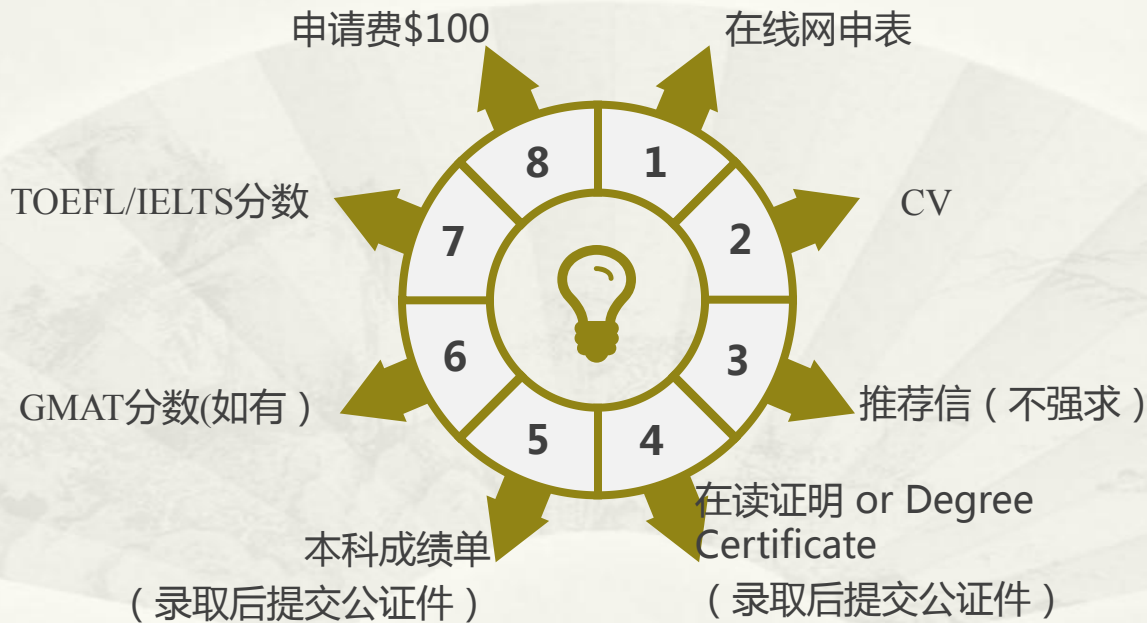 申请费$100
在线网申表
8
1
TOEFL/IELTS分数
CV
7
2
6
3
GMAT分数(如有）
推荐信（不强求）
5
4
在读证明 or Degree
Certificate
（录取后提交公证件）
本科成绩单
（录取后提交公证件）